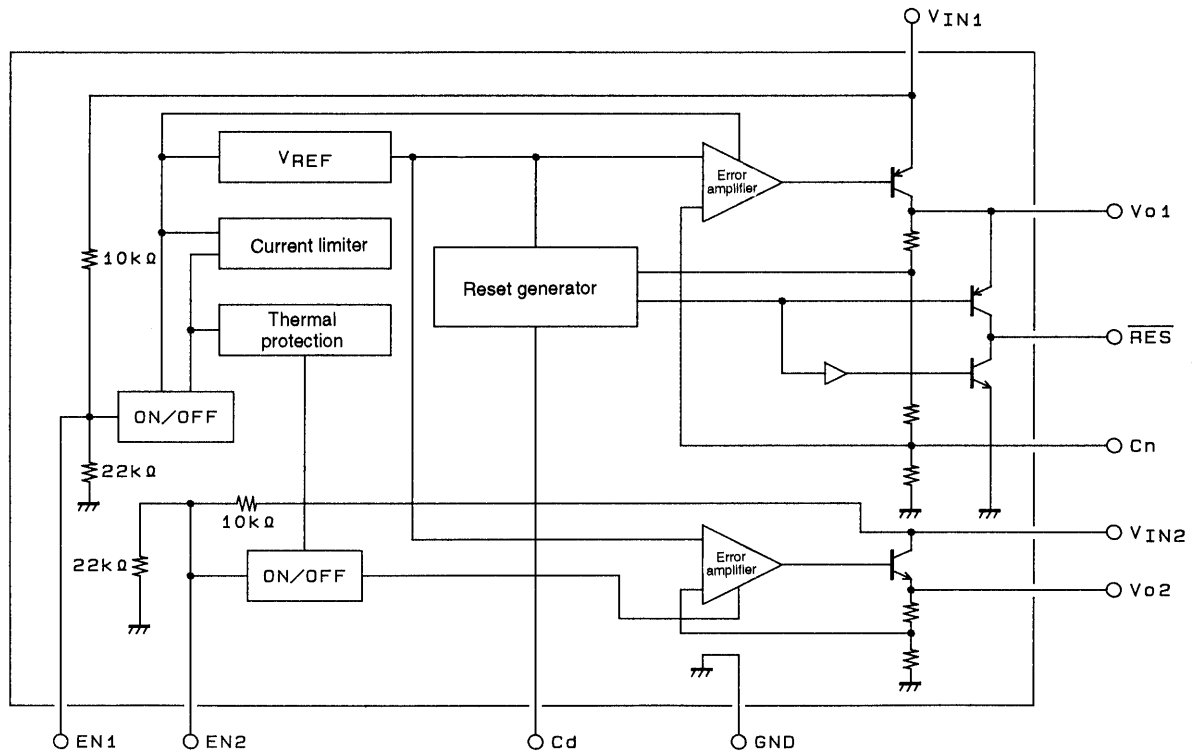 VIN1
VREF
Error
amplifier
Vo1
Current limiter
10kΩ
Reset generator
Thermal
protection
RES
ON/OFF
Cn
22kΩ
10kΩ
VIN2
22kΩ
ON/OFF
Error
amplifier
Vo2
EN1
EN2
Cd
GND